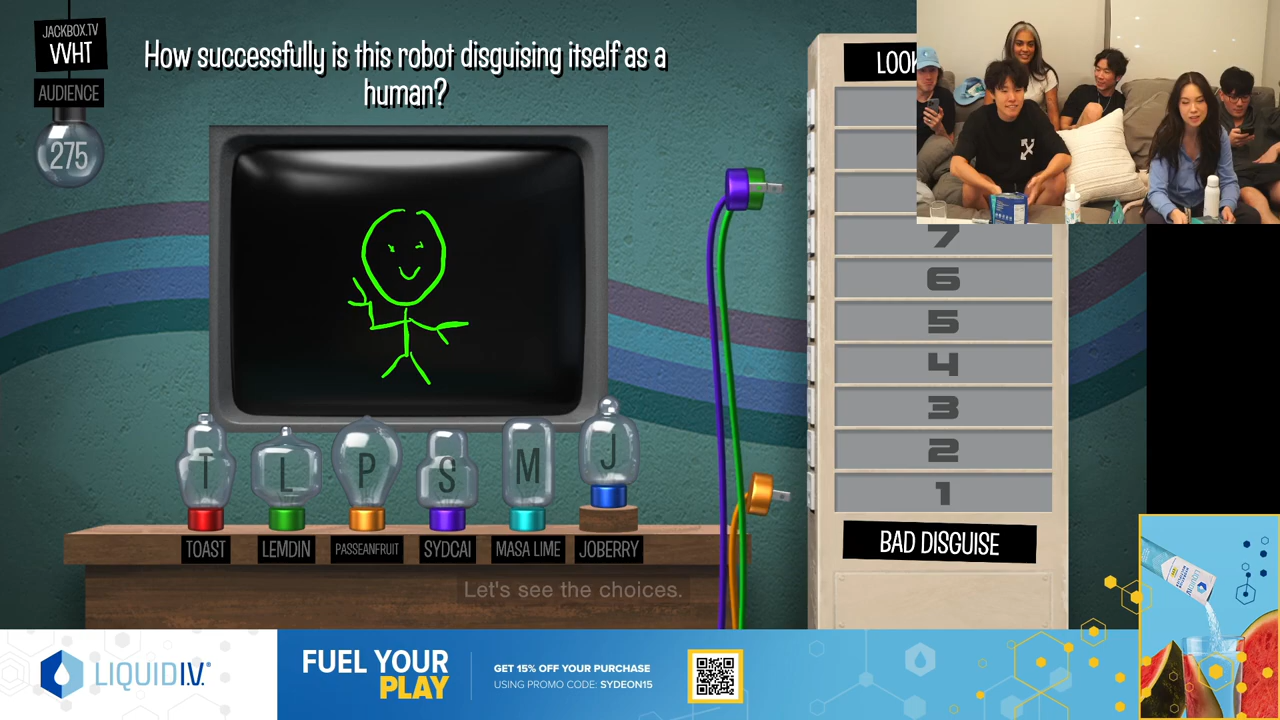 JACKBOX.TV
VVHT
AUDIENCE
275
How successfully is this robot disguising itself as a
human?
LOOK
7
6
5
4
3
2
1
BAD DISGUISE
T
L
P
S
M
J
TOAST
LEMDIN
PASSEANFRUIT
SYDCAI
MASA LIME
JOBERRY
Let's see the choices.
LIQUID I.V.
FUEL YOUR
PLAY
GET 15% OFF YOUR PURCHASE
USING PROMO CODE: SYDEON15